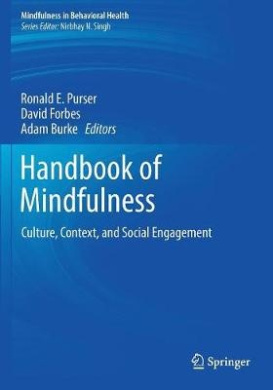 Mindfulness in Behavioral Health
Series Editor: Nirbhay N. Singh
Ronald E. Purser
David Forbes
Adam Burke Editors
Handbook of
Mindfulness
Culture, Context, and Social Engagement
Springer